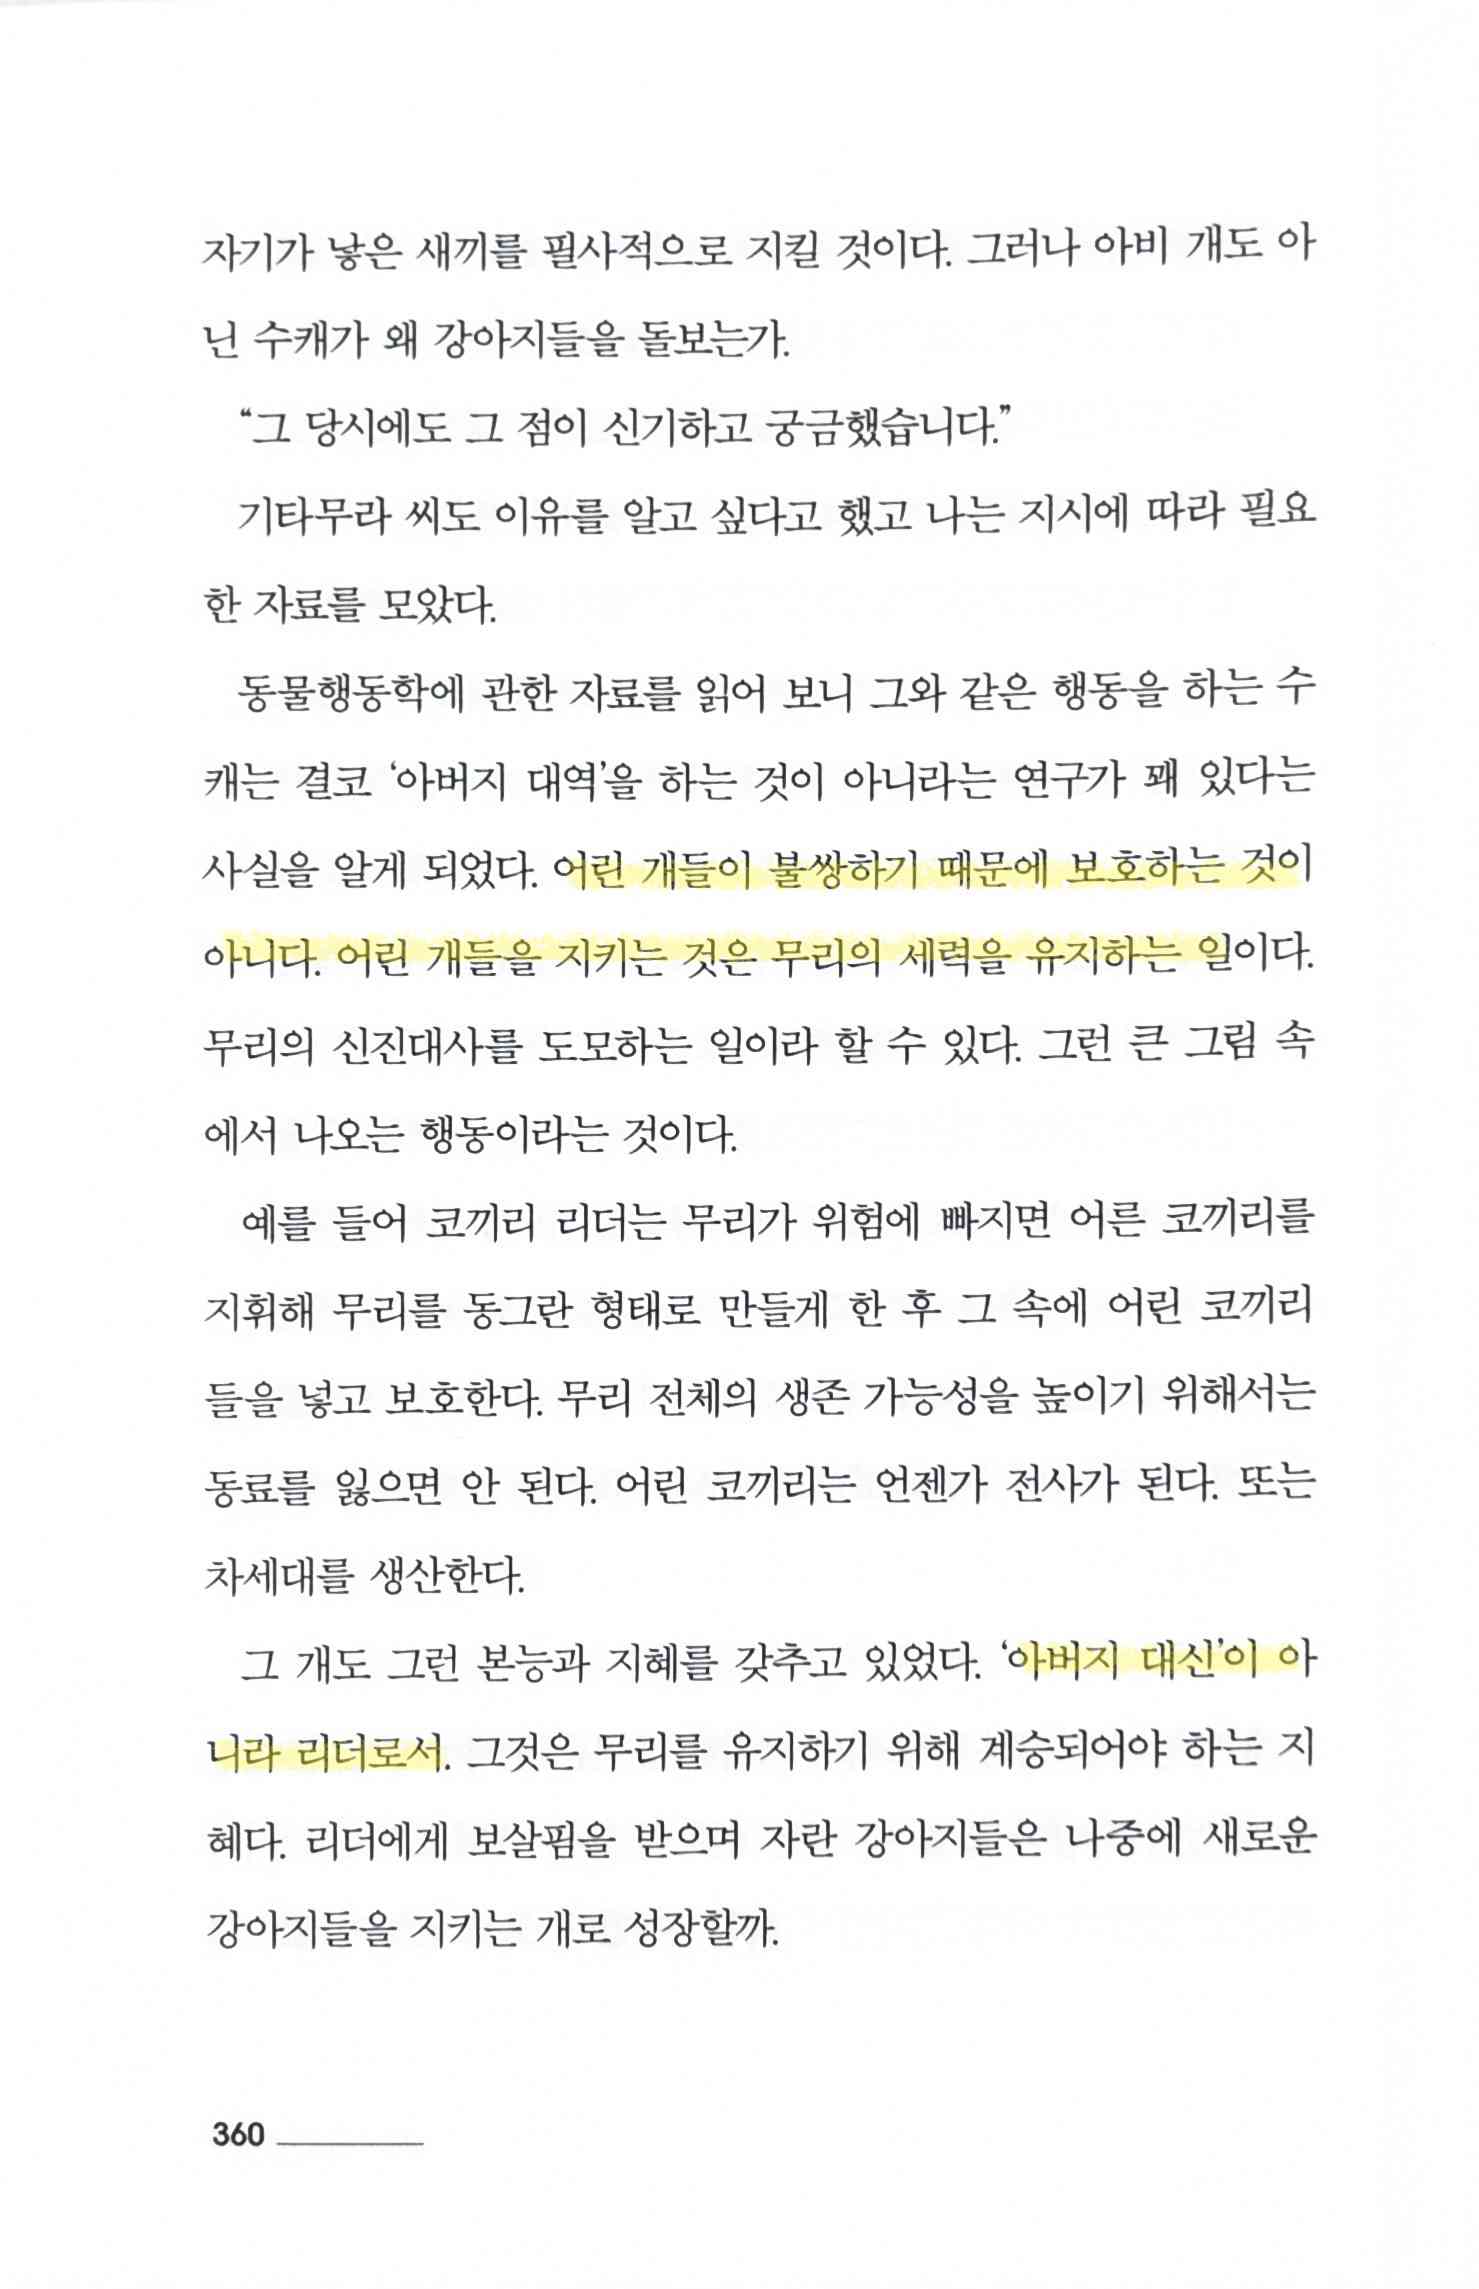 자기가 낳은 새끼를 필사적으로 지킬 것이다. 그러나 아비 개도 아
닌 수캐가 왜 강아지들을 돌보는가.
“그 당시에도 그 점이 신기하고 궁금했습니다.”
기타무라 씨도 이유를 알고 싶다고 했고 나는 지시에 따라 필요
한 자료를 모았다.
동물행동학에 관한 자료를 읽어 보니 그와 같은 행동을 하는 수
캐는 결코 ‘아버지 대역’을 하는 것이 아니라는 연구가 꽤 있다는
사실을 알게 되었다. 어린 개들이 불쌍하기 때문에 보호하는 것이
아니다. 어린 개들을 지키는 것은 무리의 세력을 유지하는 일이다.
무리의 신진대사를 도모하는 일이라 할 수 있다. 그런 큰 그림 속
에서 나오는 행동이라는 것이다.
예를 들어 코끼리 리더는 무리가 위험에 빠지면 어른 코끼리를
지휘해 무리를 동그란 형태로 만들게 한 후 그 속에 어린 코끼리
들을 넣고 보호한다. 무리 전체의 생존 가능성을 높이기 위해서는
동료를 잃으면 안 된다. 어린 코끼리는 언젠가 전사가 된다. 또는
차세대를 생산한다.
그 개도 그런 본능과 지혜를 갖추고 있었다. ‘아버지 대신’이 아
니라 리더로서. 그것은 무리를 유지하기 위해 계승되어야 하는 지
혜다. 리더에게 보살핌을 받으며 자란 강아지들은 나중에 새로운
강아지들을 지키는 개로 성장할까.
360